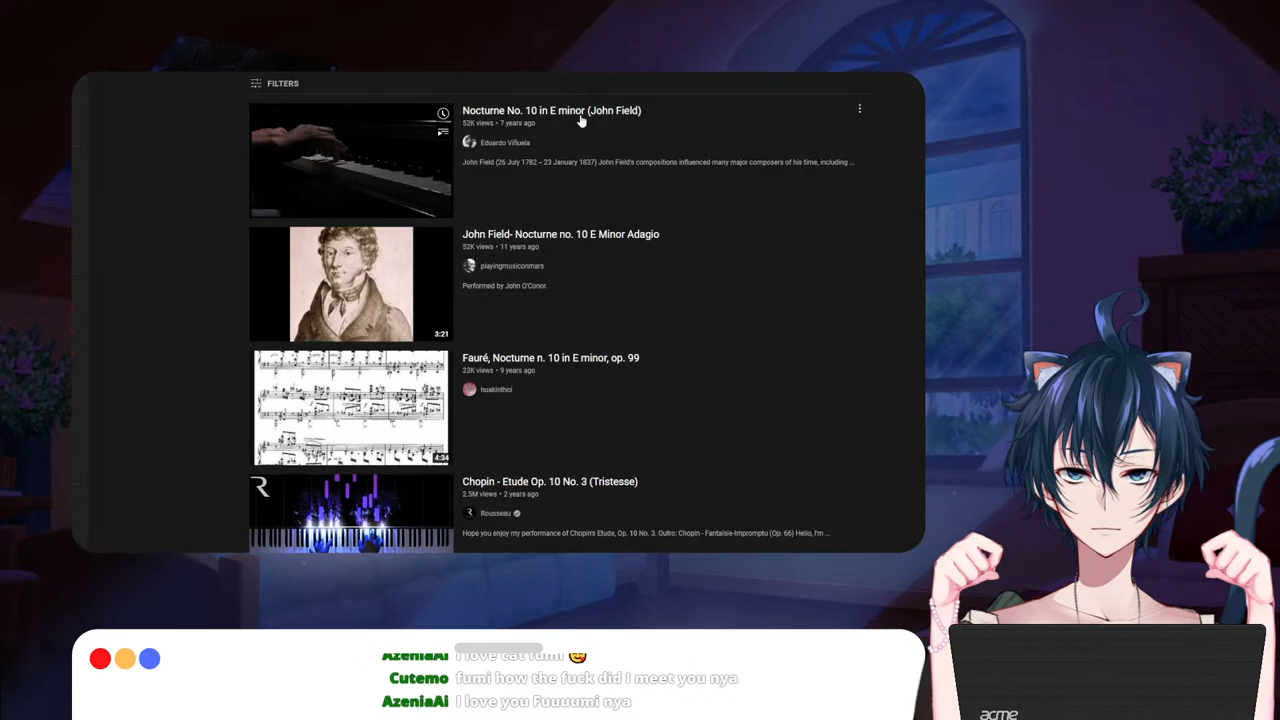 FILTERS
Nocturne No. 10 in E minor (John Field)
52K views • 7 years ago
Eduardo Viñuela
John Field (26 July 1782 – 23 January 1837) John Field's compositions influenced many major composers of his time, including ...
John Field- Nocturne no. 10 E Minor Adagio
52K views • 11 years ago
playingmusiconmars
Performed by John O'Conor.
3:21
Fauré, Nocturne n. 10 in E minor, op. 99
23K views • 9 years ago
huakinthoi
4:34
R
Chopin - Etude Op. 10 No. 3 (Tristesse)
2.5M views • 2 years ago
R Rousseau
Hope you enjoy my performance of Chopin's Etude, Op. 10 No. 3. Outro: Chopin - Fantaisie-Impromptu (Op. 66) Hello, I'm ...
AzeniaAi I love cat fumi 
Cutemo fumi how the fuck did I meet you nya
AzeniaAi I love you Fuuuumi nya
acme